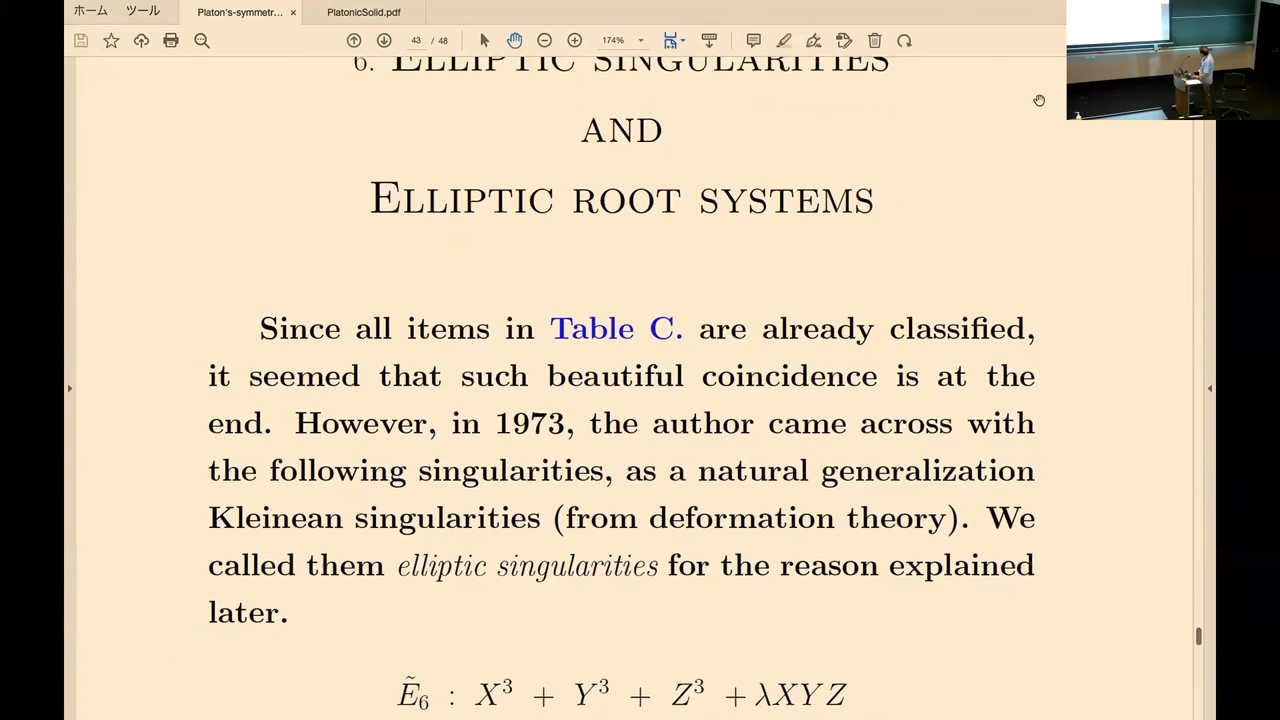 ホーム ツール Platon's-symmetr... × PlatonicSolid.pdf
43 / 48 174%
6. ELLIPTIC SINGULARITIES
AND
ELLIPTIC ROOT SYSTEMS
Since all items in Table C. are already classified,
it seemed that such beautiful coincidence is at the
end. However, in 1973, the author came across with
the following singularities, as a natural generalization
Kleinean singularities (from deformation theory). We
called them elliptic singularities for the reason explained
later.
Ẽ₆ : X³ + Y³ + Z³ + λXYZ